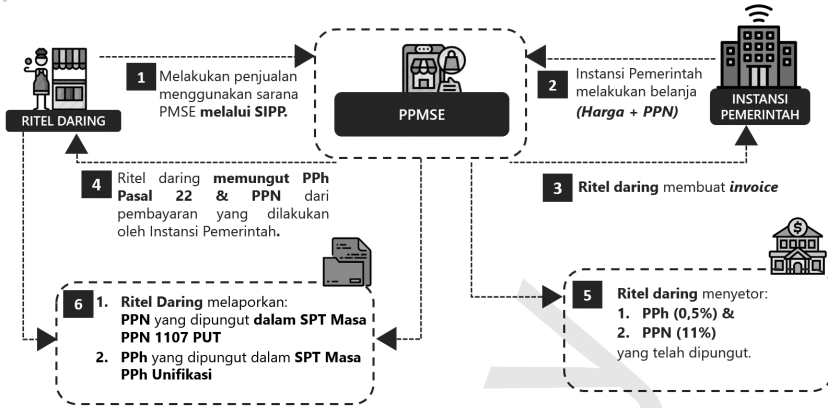 1
Melakukan penjualan
menggunakan sarana
PMSE melalui SIPP.
RITEL DARING
PPMSE
2
Instansi Pemerintah
melakukan belanja
(Harga + PPN)
INSTANSI
PEMERINTAH
3
Ritel daring membuat invoice
4
Ritel daring memungut PPh
Pasal 22 & PPN dari
pembayaran yang dilakukan
oleh Instansi Pemerintah.
$
5
Ritel daring menyetor:
1. PPh (0,5%) &
2. PPN (11%)
yang telah dipungut.
6
1. Ritel Daring melaporkan:
PPN yang dipungut dalam SPT Masa
PPN 1107 PUT
2. PPh yang dipungut dalam SPT Masa
PPh Unifikasi